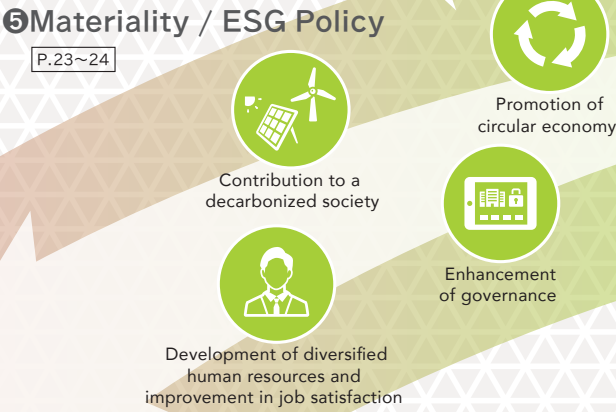 ❺Materiality / ESG Policy
P.23~24
Promotion of
circular economy
Contribution to a
decarbonized society
Enhancement
of governance
Development of diversified
human resources and
improvement in job satisfaction